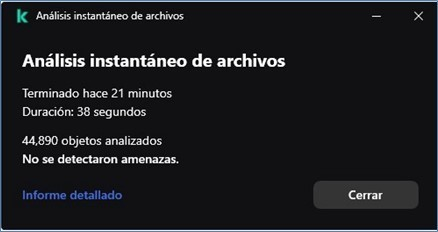 Análisis instantáneo de archivos
Análisis instantáneo de archivos
Terminado hace 21 minutos
Duración: 38 segundos
44,890 objetos analizados
No se detectaron amenazas.
Informe detallado
Cerrar